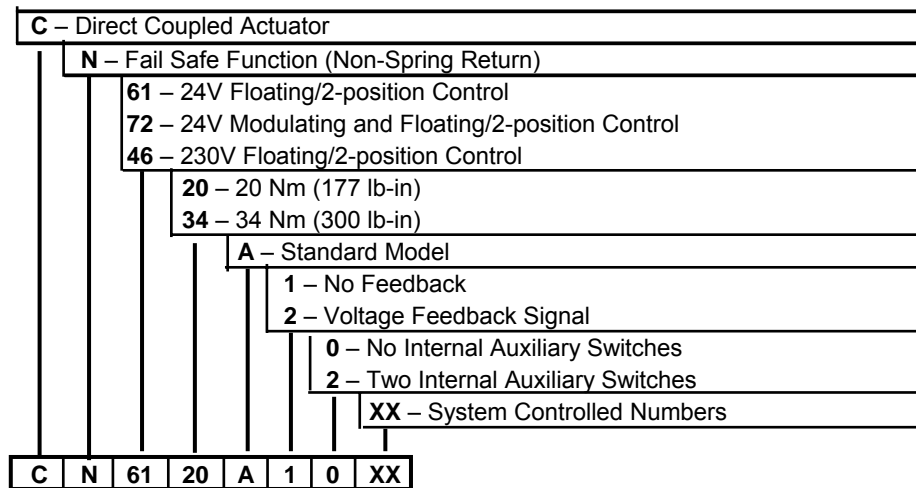 C – Direct Coupled Actuator
N – Fail Safe Function (Non-Spring Return)
61 – 24V Floating/2-position Control
72 – 24V Modulating and Floating/2-position Control
46 – 230V Floating/2-position Control
20 – 20 Nm (177 lb-in)
34 – 34 Nm (300 lb-in)
A – Standard Model
1 – No Feedback
2 – Voltage Feedback Signal
0 – No Internal Auxiliary Switches
2 – Two Internal Auxiliary Switches
XX – System Controlled Numbers
C N 61 20 A 1 0 XX